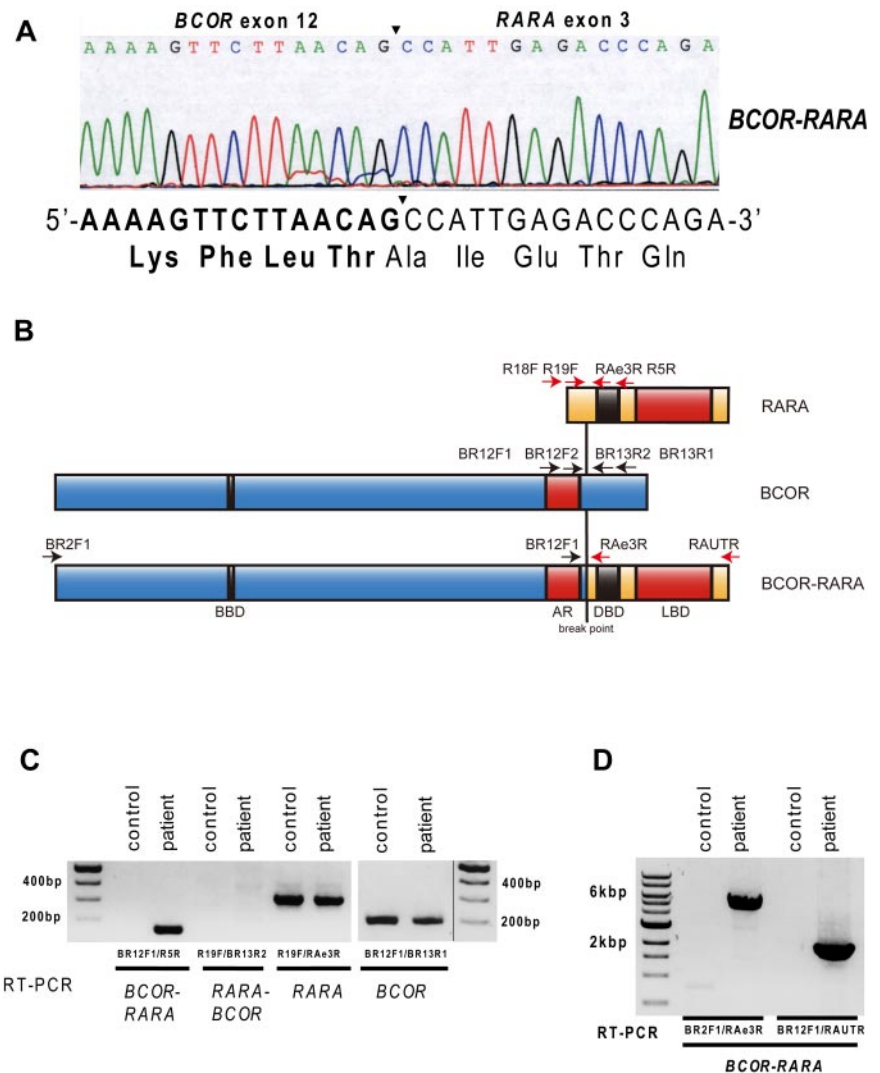 A
BCOR exon 12 RARA exon 3
A A A A G T T C T T A A C A G C C A T T G A G A C C C A G A
BCOR-RARA
5'-AAAAGTTCTTAACAGCCATTGAGACCCAGA-3'
Lys Phe Leu Thr Ala Ile Glu Thr Gln
B
R18F R19F RAe3R R5R
RARA
BR12F1 BR12F2 BR13R2 BR13R1
BCOR
BR2F1 BR12F1 RAe3R RAUTR
BCOR-RARA
BBD AR DBD LBD
break point
C
control patient control patient control patient control patient
400bp 400bp
200bp 200bp
BR12F1/R5R R19F/BR13R2 R19F/RAe3R BR12F1/BR13R1
RT-PCR
BCOR-RARA RARA-BCOR RARA BCOR
D
control patient control patient
6kbp
2kbp
RT-PCR BR2F1/RAe3R BR12F1/RAUTR
BCOR-RARA